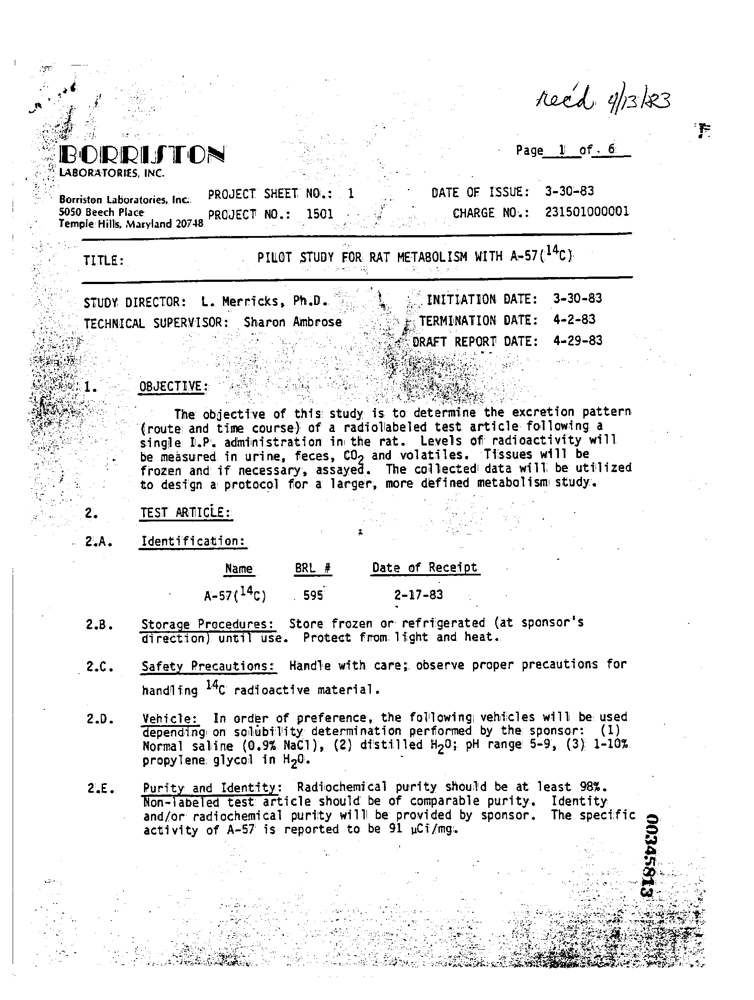 rec'd 4/13/83
Page 1 of 6
BORRISTON
LABORATORIES, INC.
Borriston Laboratories, Inc. PROJECT SHEET NO.: 1 DATE OF ISSUE: 3-30-83
5050 Beech Place PROJECT NO.: 1501 CHARGE NO.: 231501000001
Temple Hills, Maryland 20748
TITLE: PILOT STUDY FOR RAT METABOLISM WITH A-57(¹⁴C)
STUDY DIRECTOR: L. Merricks, Ph.D. INITIATION DATE: 3-30-83
TECHNICAL SUPERVISOR: Sharon Ambrose TERMINATION DATE: 4-2-83
DRAFT REPORT DATE: 4-29-83
1. OBJECTIVE:
The objective of this study is to determine the excretion pattern
(route and time course) of a radiolabeled test article following a
single I.P. administration in the rat. Levels of radioactivity will
be measured in urine, feces, CO₂ and volatiles. Tissues will be
frozen and if necessary, assayed. The collected data will be utilized
to design a protocol for a larger, more defined metabolism study.
2. TEST ARTICLE:
2.A. Identification:
Name BRL # Date of Receipt
A-57(¹⁴C) 595 2-17-83
2.B. Storage Procedures: Store frozen or refrigerated (at sponsor's
direction) until use. Protect from light and heat.
2.C. Safety Precautions: Handle with care; observe proper precautions for
handling ¹⁴C radioactive material.
2.D. Vehicle: In order of preference, the following vehicles will be used
depending on solubility determination performed by the sponsor: (1)
Normal saline (0.9% NaCl), (2) distilled H₂O; pH range 5-9, (3) 1-10%
propylene glycol in H₂O.
2.E. Purity and Identity: Radiochemical purity should be at least 98%.
Non-labeled test article should be of comparable purity. Identity
and/or radiochemical purity will be provided by sponsor. The specific
activity of A-57 is reported to be 91 µCi/mg.
00345813